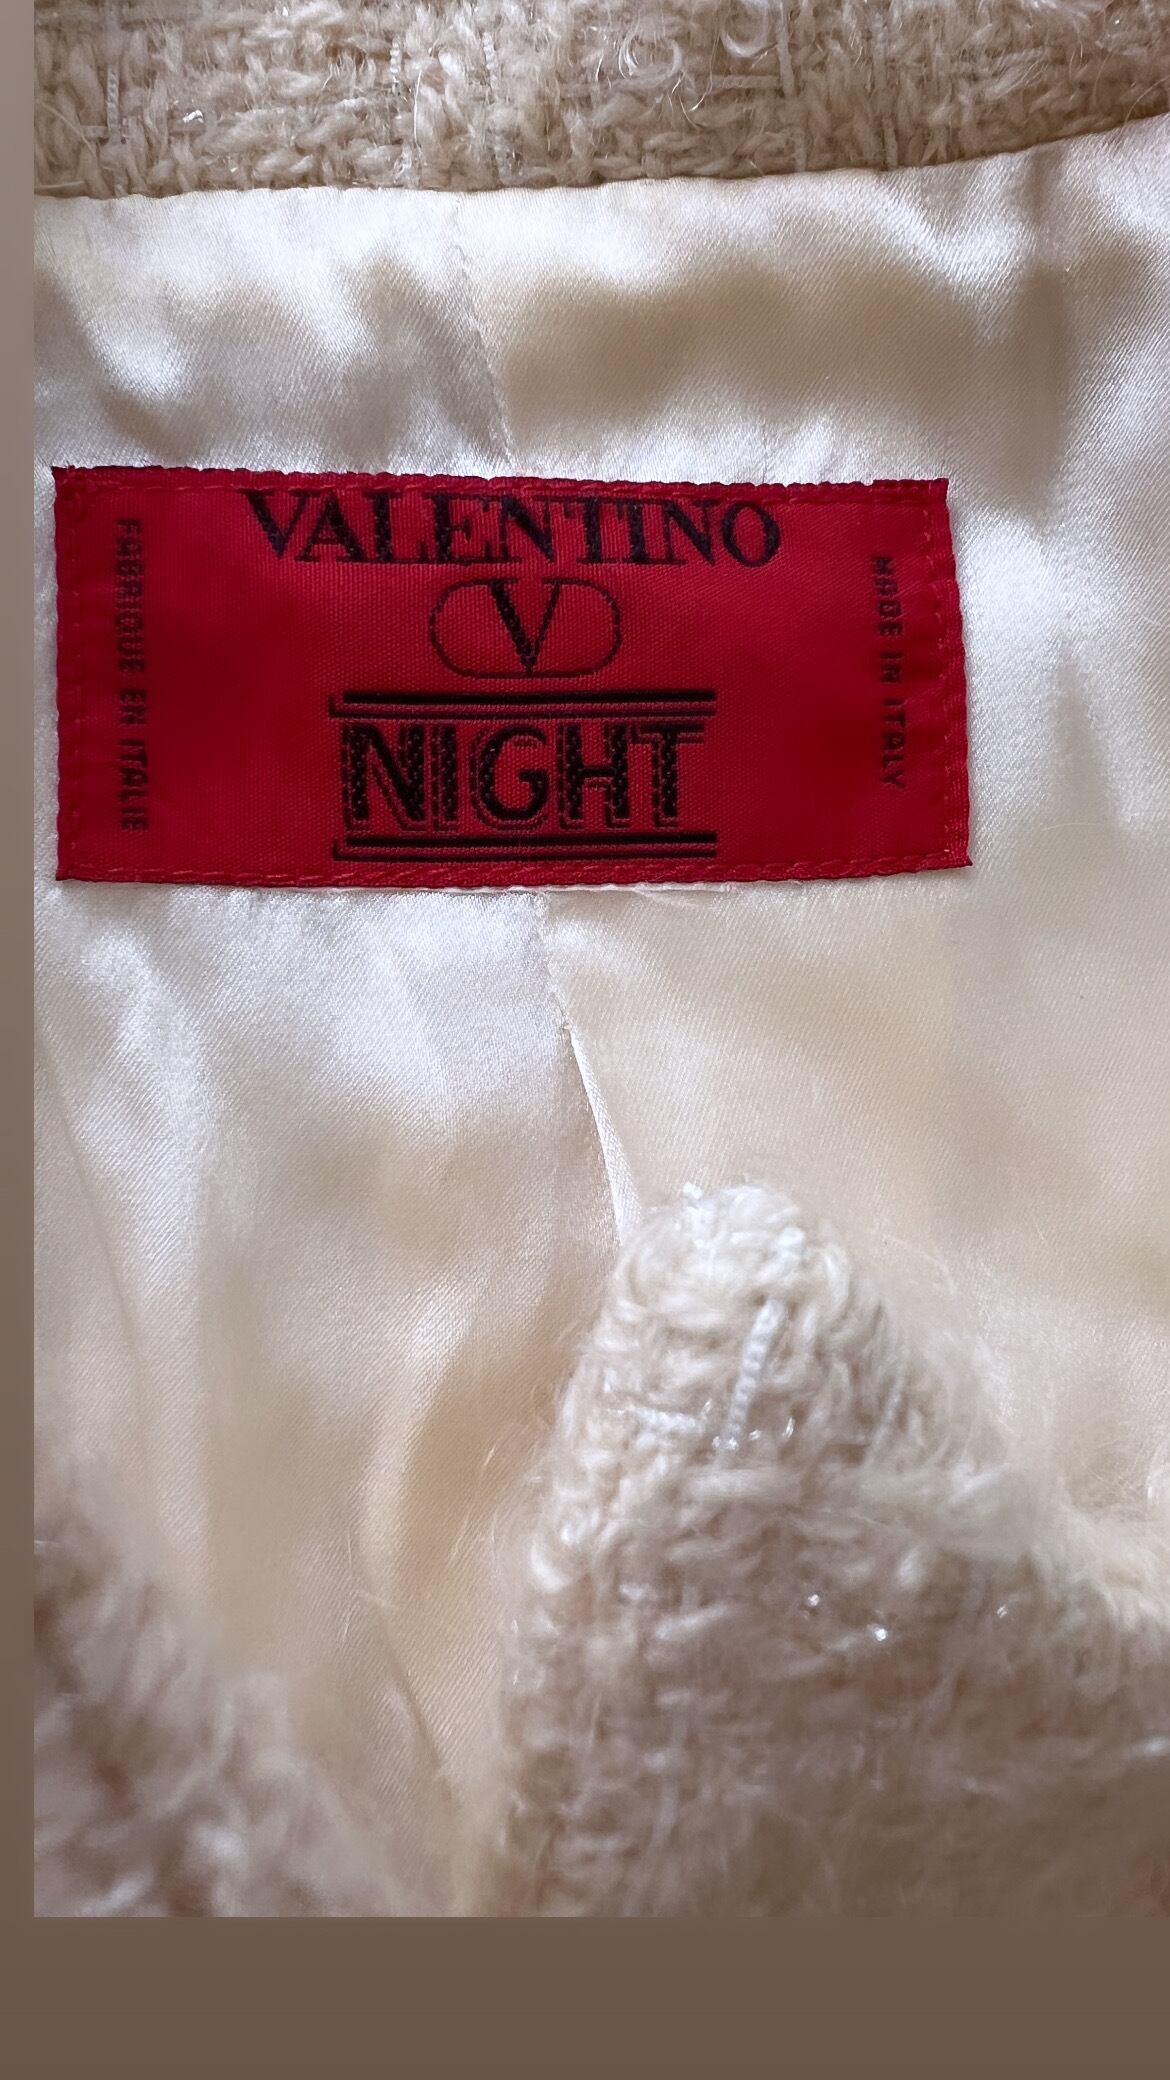 VALENTINO
V
NIGHT
FABRIQUE EN ITALIE
MADE IN ITALY